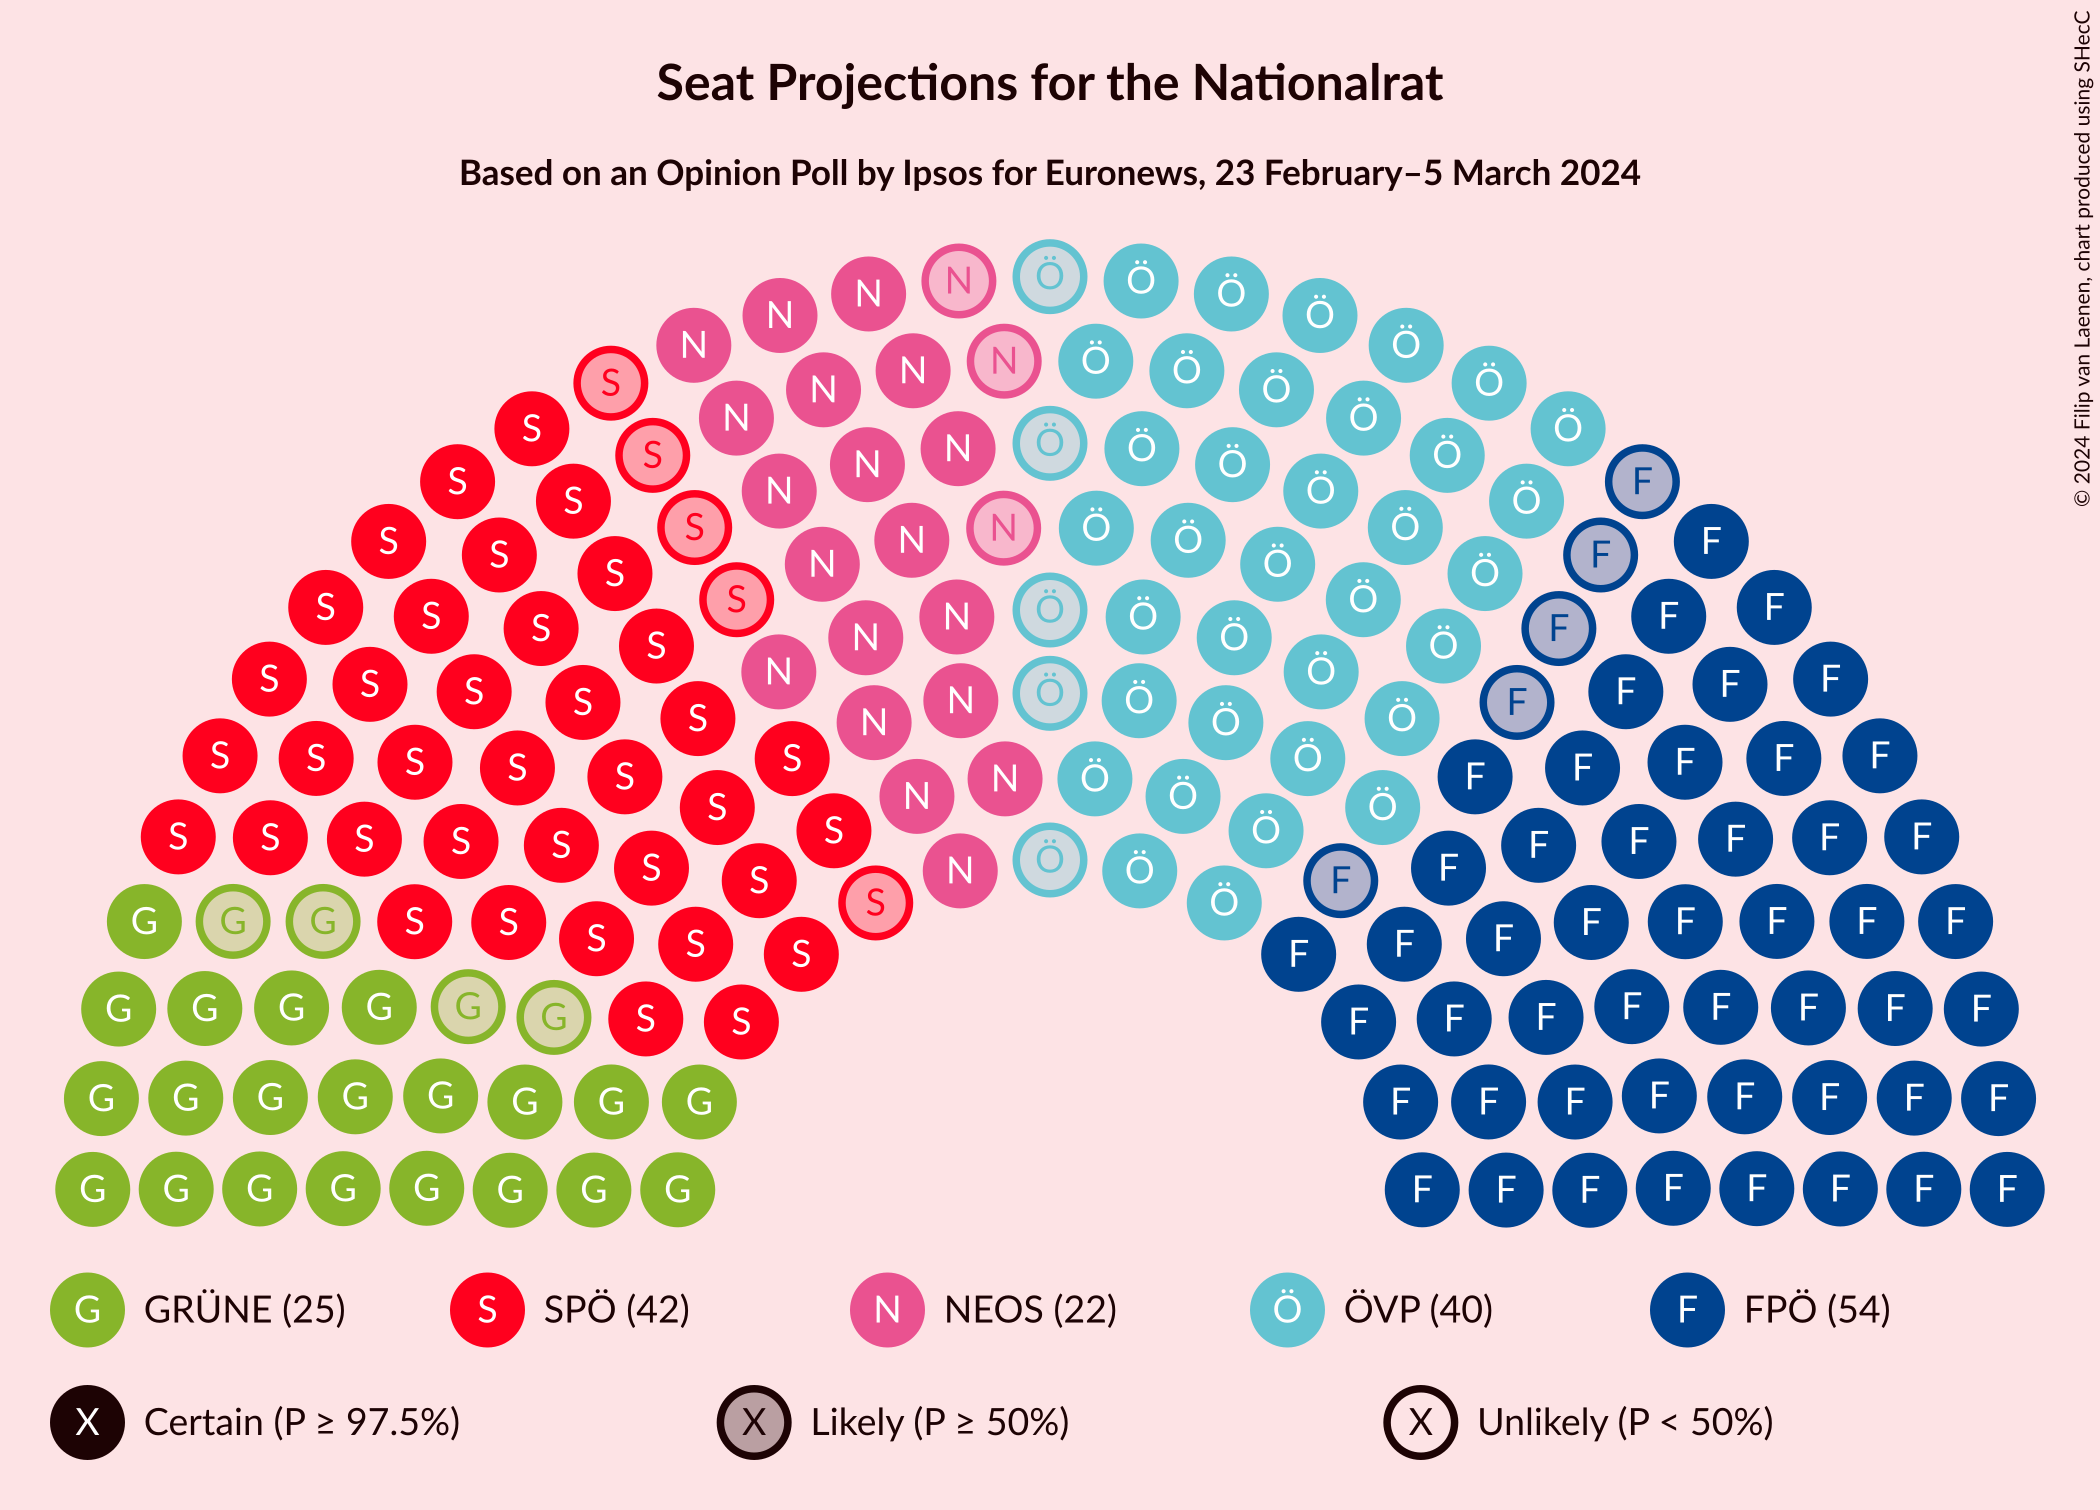 Seat Projections for the Nationalrat
Based on an Opinion Poll by Ipsos for Euronews, 23 February–5 March 2024
© 2024 Filip van Laenen, chart produced using SHecC
Ö
N Ö
N Ö
N Ö
N Ö
S N N Ö Ö
N Ö
S N Ö Ö
N Ö Ö
S N N Ö Ö
S N Ö F
S N Ö Ö
S N N Ö Ö
S N Ö F
S S Ö F
S N Ö
S S N Ö F
S N Ö F
S S Ö F
S N Ö F
S S N Ö Ö F
S N Ö F
S S Ö F
S S N Ö F F
S S N Ö Ö F F
S S N Ö F F
S S S Ö F F F
S S S N Ö F F F
S S N Ö F F
S S S Ö F F F
S S S S Ö F F F F
S S N Ö F F
S S F F
G G G S S S Ö F F F F F
S S F F
S S F F
G G G G G G S S F F F F F F F F
G G G G G G G G F F F F F F F F
G G G G G G G G F F F F F F F F
G GRÜNE (25) S SPÖ (42) N NEOS (22) Ö ÖVP (40) F FPÖ (54)
X Certain (P ≥ 97.5%) X Likely (P ≥ 50%) X Unlikely (P < 50%)